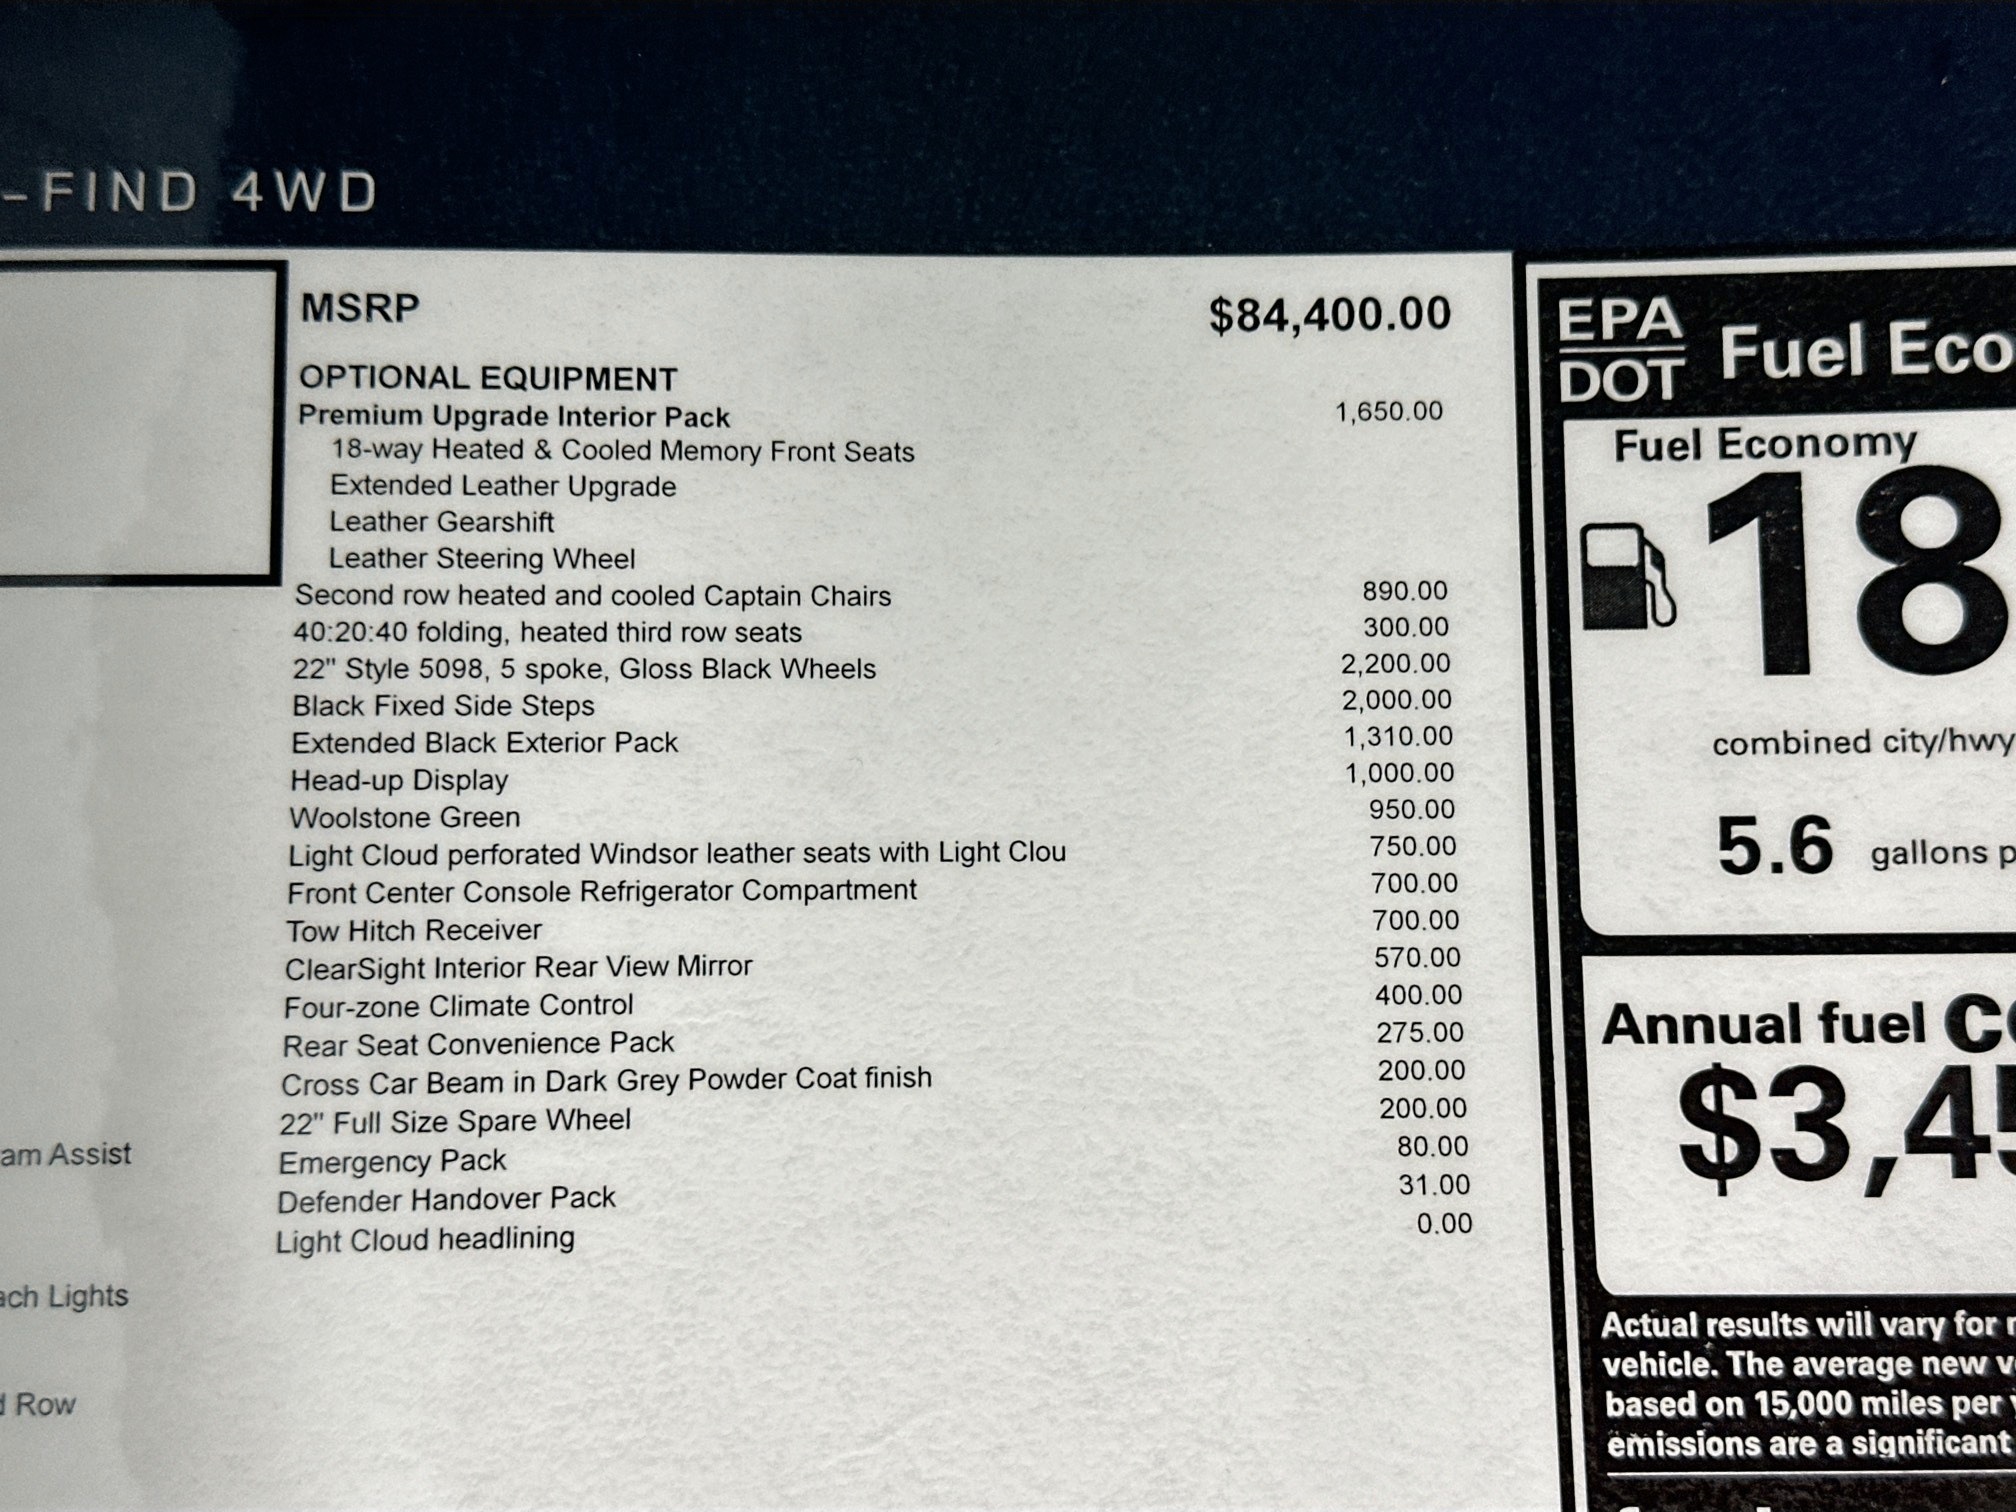 -FIND 4WD
MSRP $84,400.00
OPTIONAL EQUIPMENT
Premium Upgrade Interior Pack 1,650.00
18-way Heated & Cooled Memory Front Seats
Extended Leather Upgrade
Leather Gearshift
Leather Steering Wheel
Second row heated and cooled Captain Chairs 890.00
40:20:40 folding, heated third row seats 300.00
22" Style 5098, 5 spoke, Gloss Black Wheels 2,200.00
Black Fixed Side Steps 2,000.00
Extended Black Exterior Pack 1,310.00
Head-up Display 1,000.00
Woolstone Green 950.00
Light Cloud perforated Windsor leather seats with Light Clou 750.00
Front Center Console Refrigerator Compartment 700.00
Tow Hitch Receiver 700.00
ClearSight Interior Rear View Mirror 570.00
Four-zone Climate Control 400.00
Rear Seat Convenience Pack 275.00
Cross Car Beam in Dark Grey Powder Coat finish 200.00
22" Full Size Spare Wheel 200.00
Emergency Pack 80.00
Defender Handover Pack 31.00
Light Cloud headlining 0.00
am Assist
ach Lights
Row
EPA
DOT
Fuel Eco
Fuel Economy
18
combined city/hwy
5.6 gallons p
Annual fuel co
$3,45
Actual results will vary for
vehicle. The average new v
based on 15,000 miles per
emissions are a significant